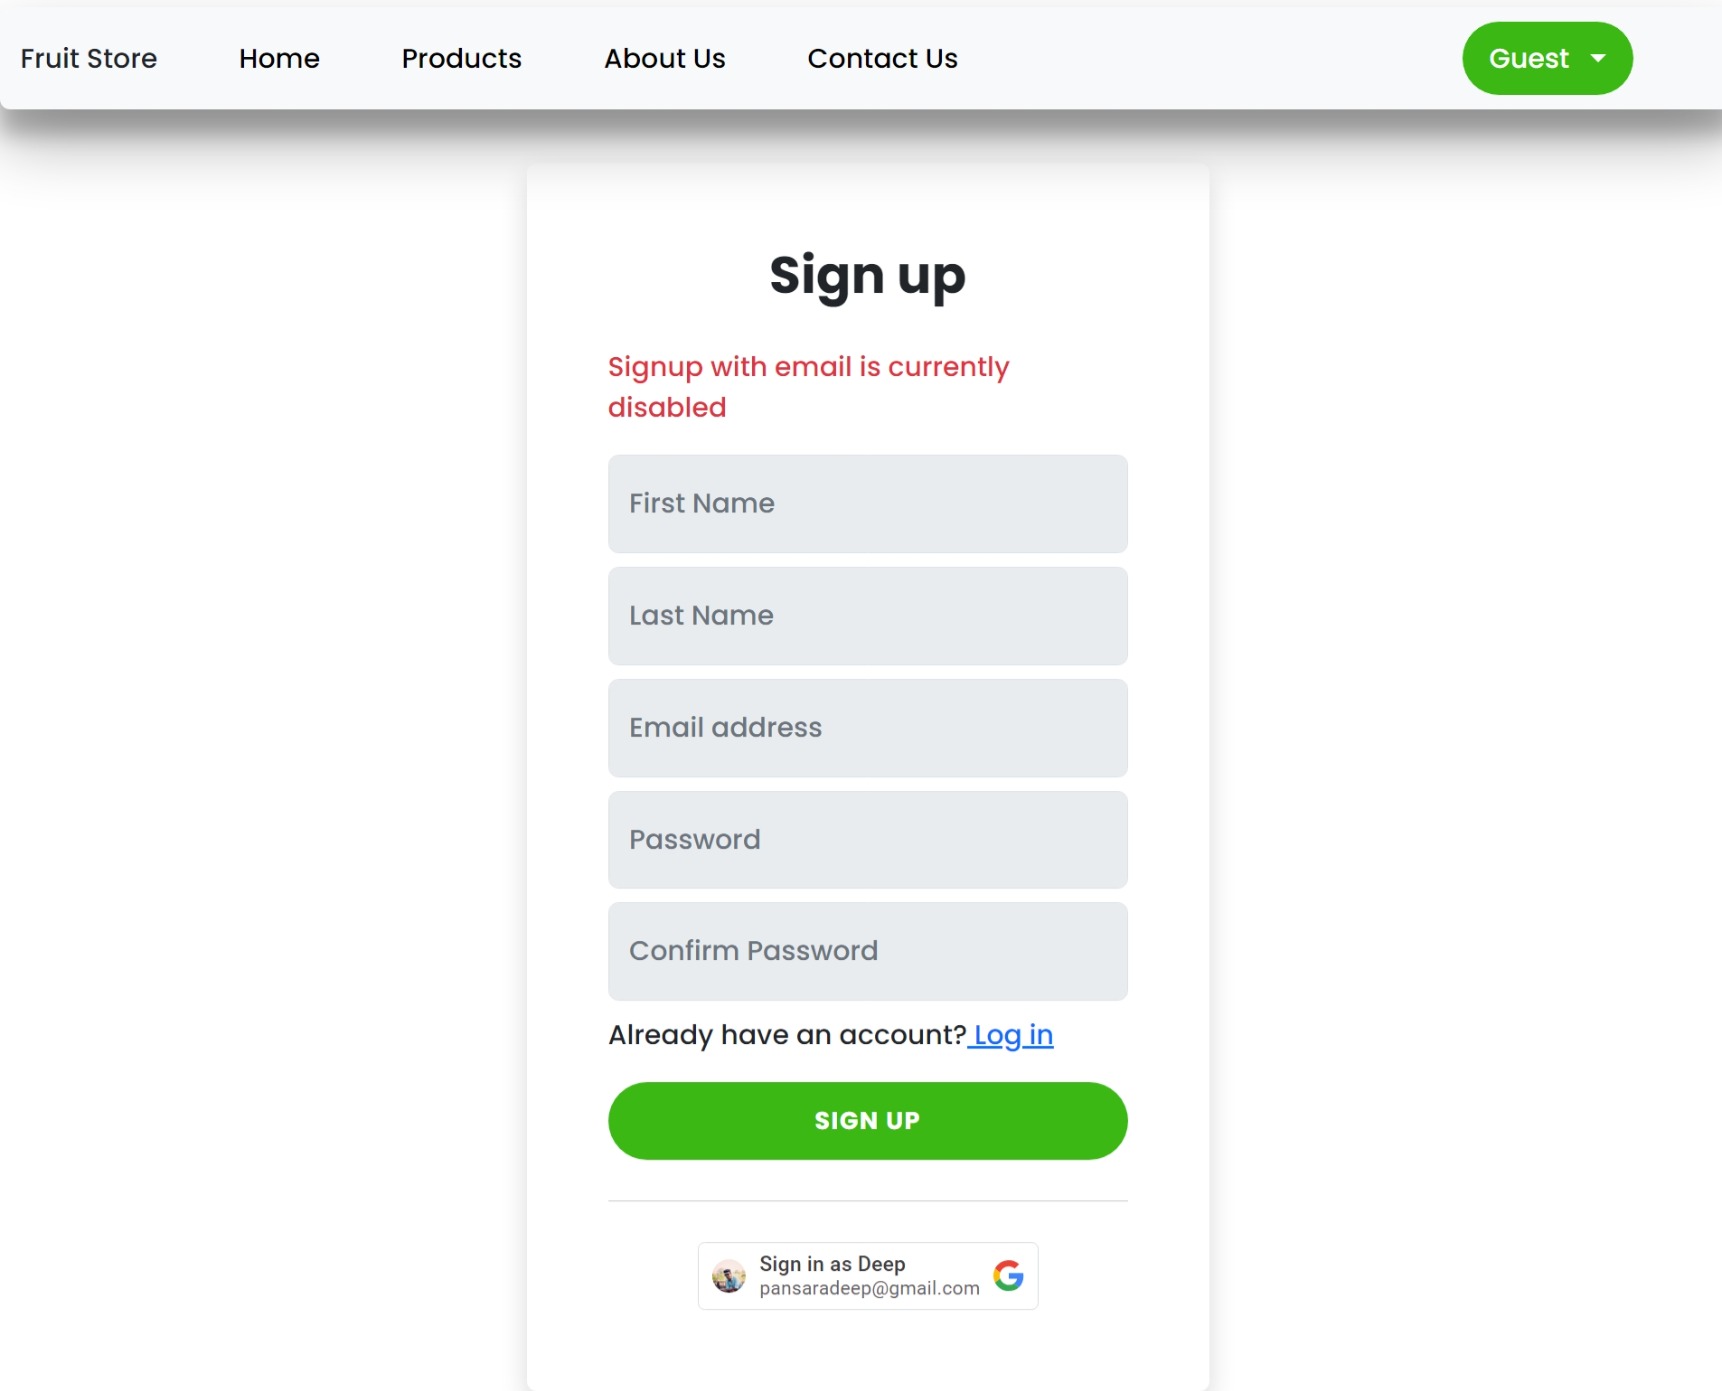 Fruit Store Home Products About Us Contact Us Guest
Sign up
Signup with email is currently
disabled
First Name
Last Name
Email address
Password
Confirm Password
Already have an account? Log in
SIGN UP
Sign in as Deep
pansaradeep@gmail.com